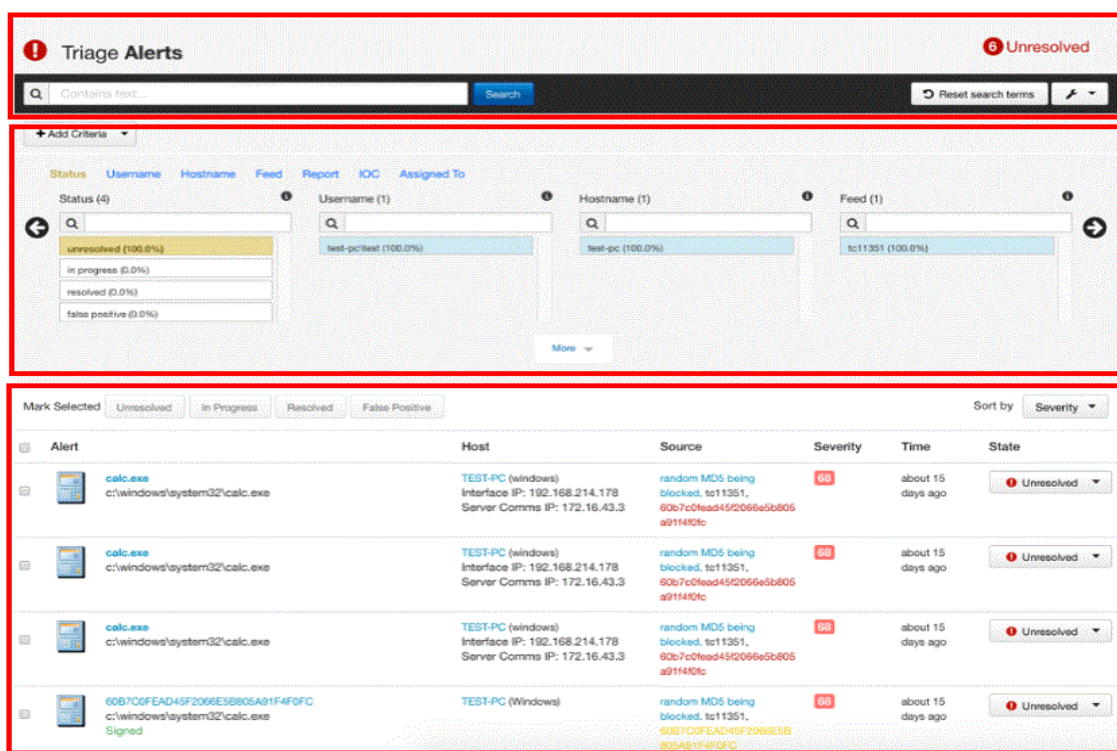 Triage Alerts
6 Unresolved
Contains text...
Search
Reset search terms
+ Add Criteria
Status Username Hostname Feed Report IOC Assigned To
Status (4) Username (1) Hostname (1) Feed (1)
unresolved (100.0%) test-pc\test (100.0%) test-pc (100.0%) tc11351 (100.0%)
in progress (0.0%)
resolved (0.0%)
false positive (0.0%)
More
Mark Selected Unresolved In Progress Resolved False Positive Sort by Severity
Alert Host Source Severity Time State
calc.exe TEST-PC (windows) random MD5 being 68 about 15 Unresolved
c:\windows\system32\calc.exe Interface IP: 192.168.214.178 blocked, tc11351, days ago
Server Comms IP: 172.16.43.3 60b7c0fead45f2066e5b805
a91f4f0fc
calc.exe TEST-PC (windows) random MD5 being 68 about 15 Unresolved
c:\windows\system32\calc.exe Interface IP: 192.168.214.178 blocked, tc11351, days ago
Server Comms IP: 172.16.43.3 60b7c0fead45f2066e5b805
a91f4f0fc
calc.exe TEST-PC (windows) random MD5 being 68 about 15 Unresolved
c:\windows\system32\calc.exe Interface IP: 192.168.214.178 blocked, tc11351, days ago
Server Comms IP: 172.16.43.3 60b7c0fead45f2066e5b805
a91f4f0fc
60B7C0FEAD45F2066E5B805A91F4F0FC TEST-PC (Windows) random MD5 being 68 about 15 Unresolved
c:\windows\system32\calc.exe blocked, tc11351, days ago
Signed 60B7C0FEAD45F2066E5B
805A91F4F0FC